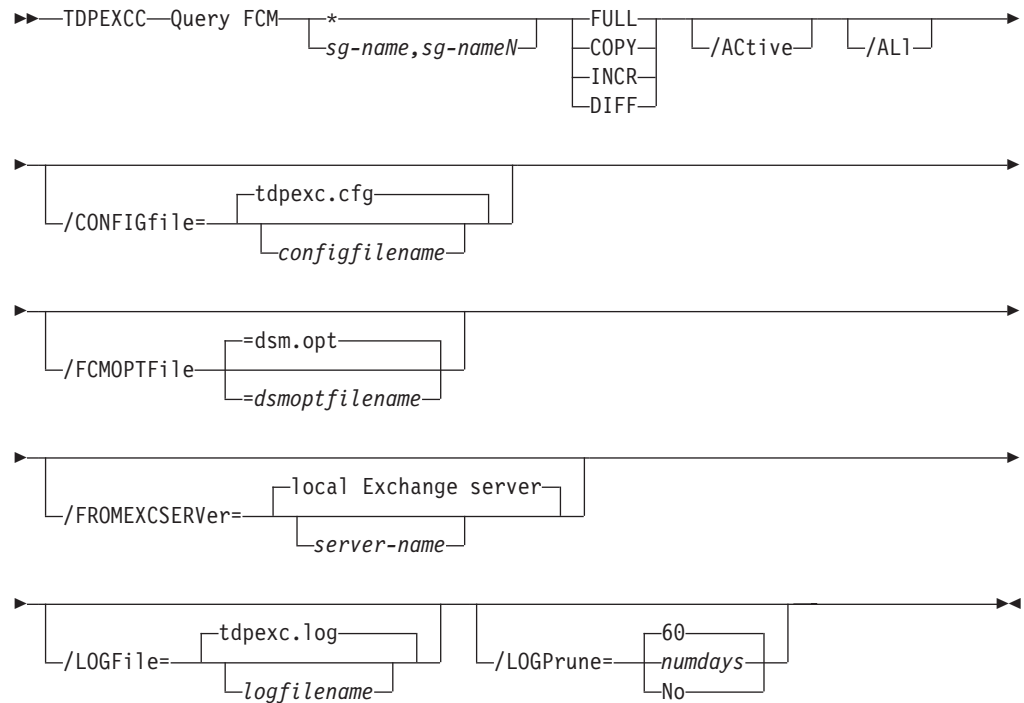 TDPEXCC Query FCM * FULL
sg-name,sg-nameN COPY /ACtive /ALl
INCR
DIFF
tdpexc.cfg
/CONFIGfile=
configfilename
=dsm.opt
/FCMOPTFile
=dsmoptfilename
local Exchange server
/FROMEXCSERVer=
server-name
tdpexc.log 60
/LOGFile= /LOGPrune= numdays
logfilename No